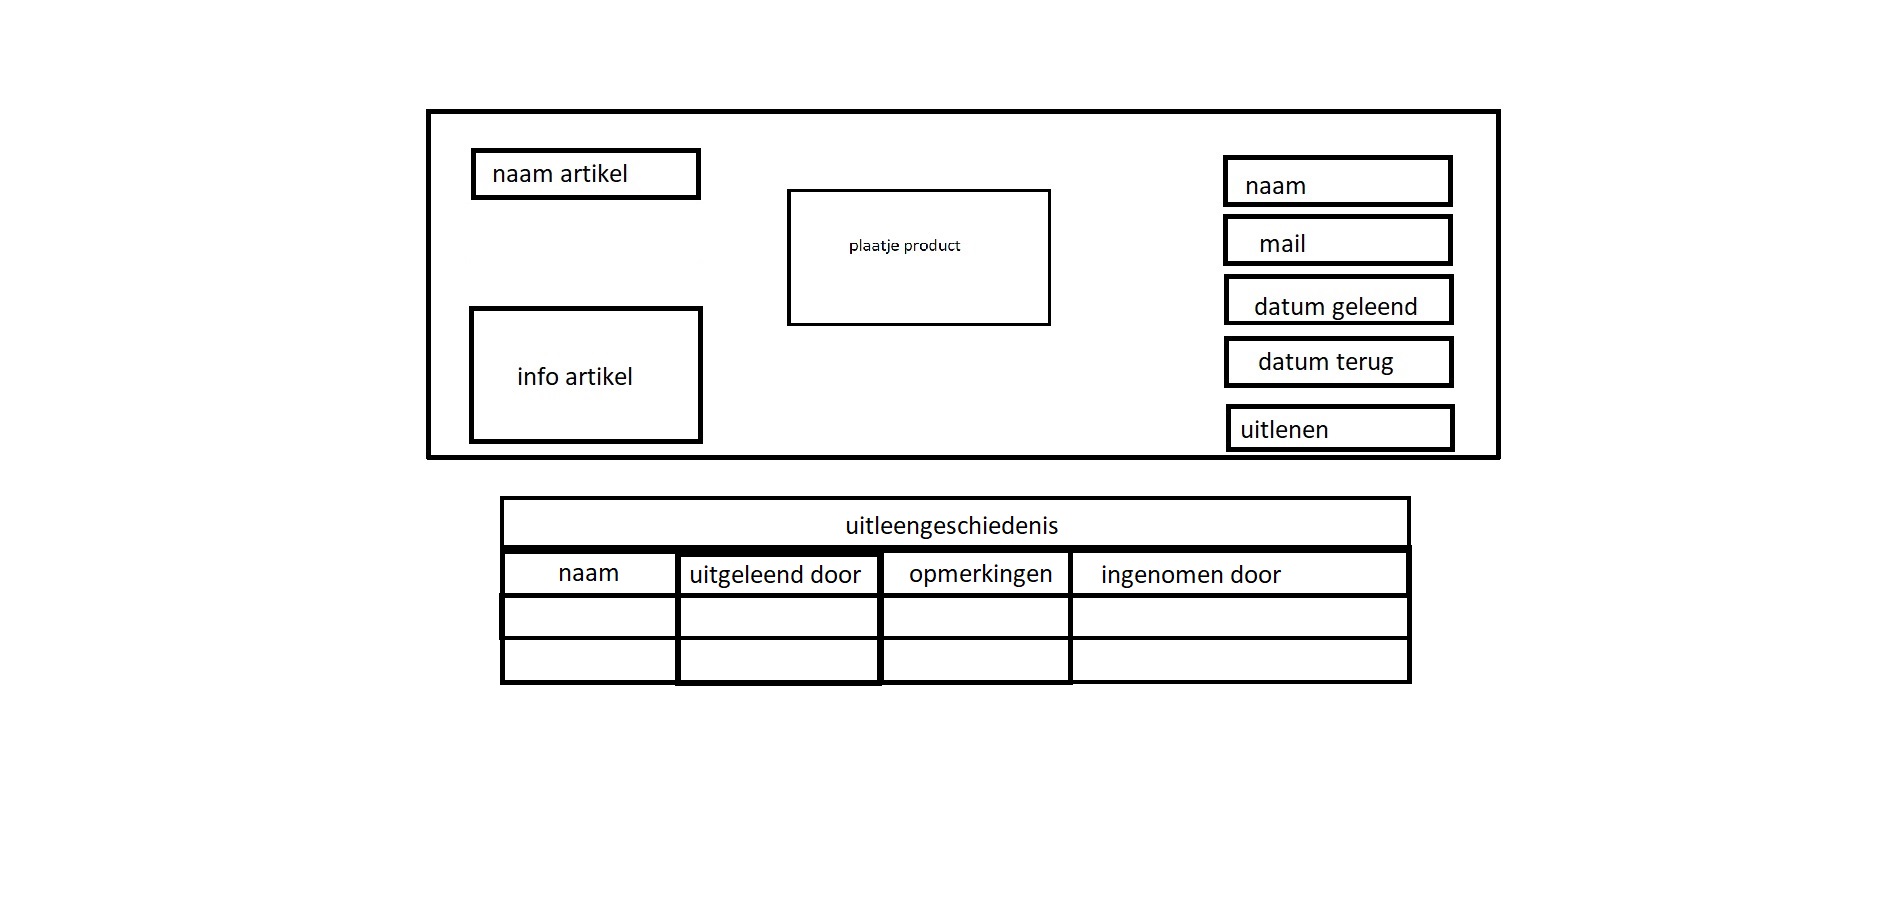 naam artikel
info artikel
plaatje product
naam
mail
datum geleend
datum terug
uitlenen
uitleengeschiedenis
naam uitgeleend door opmerkingen ingenomen door